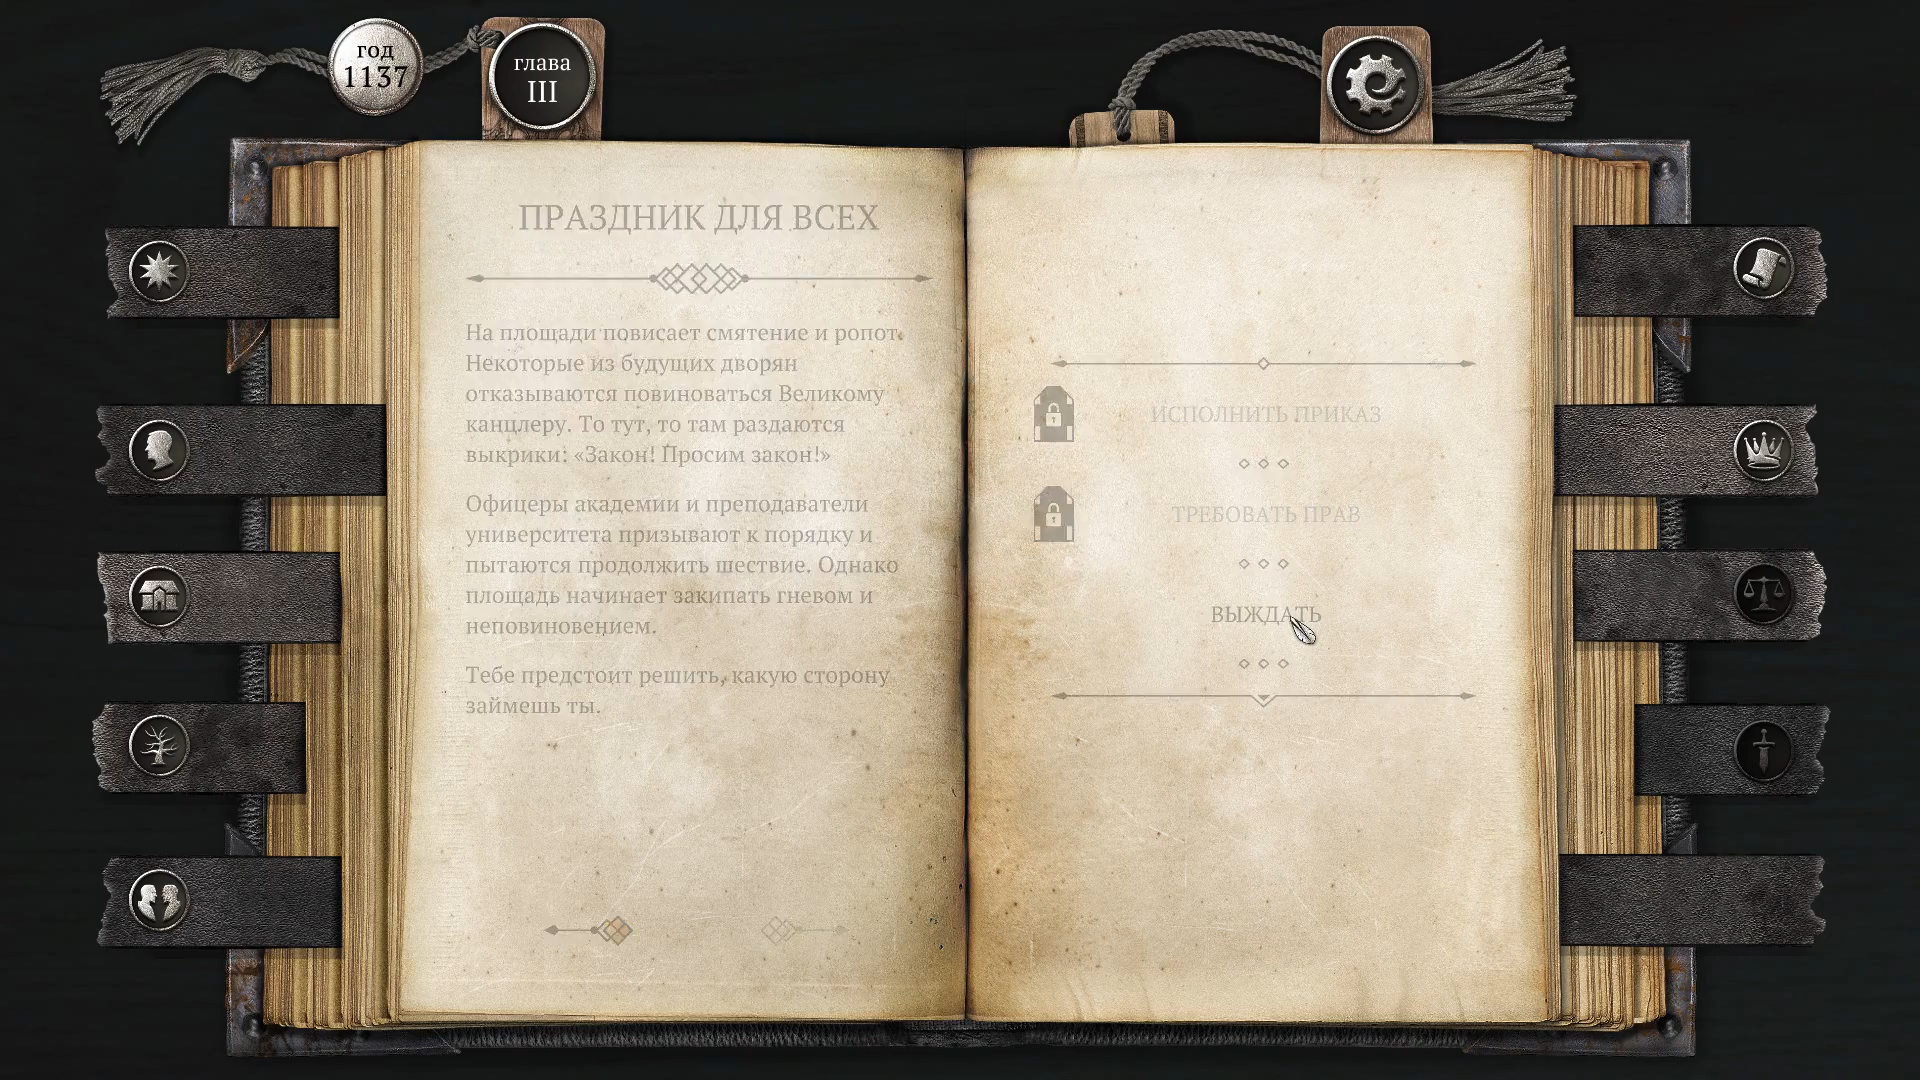 год
1137
глава
III
ПРАЗДНИК ДЛЯ ВСЕХ
На площади повисает смятение и ропот.
Некоторые из будущих дворян
отказываются повиноваться Великому
канцлеру. То тут, то там раздаются
выкрики: «Закон! Просим закон!»
Офицеры академии и преподаватели
университета призывают к порядку и
пытаются продолжить шествие. Однако
площадь начинает закипать гневом и
неповиновением.
Тебе предстоит решить, какую сторону
займешь ты.
ИСПОЛНИТЬ ПРИКАЗ
ТРЕБОВАТЬ ПРАВ
ВЫЖДАТЬ